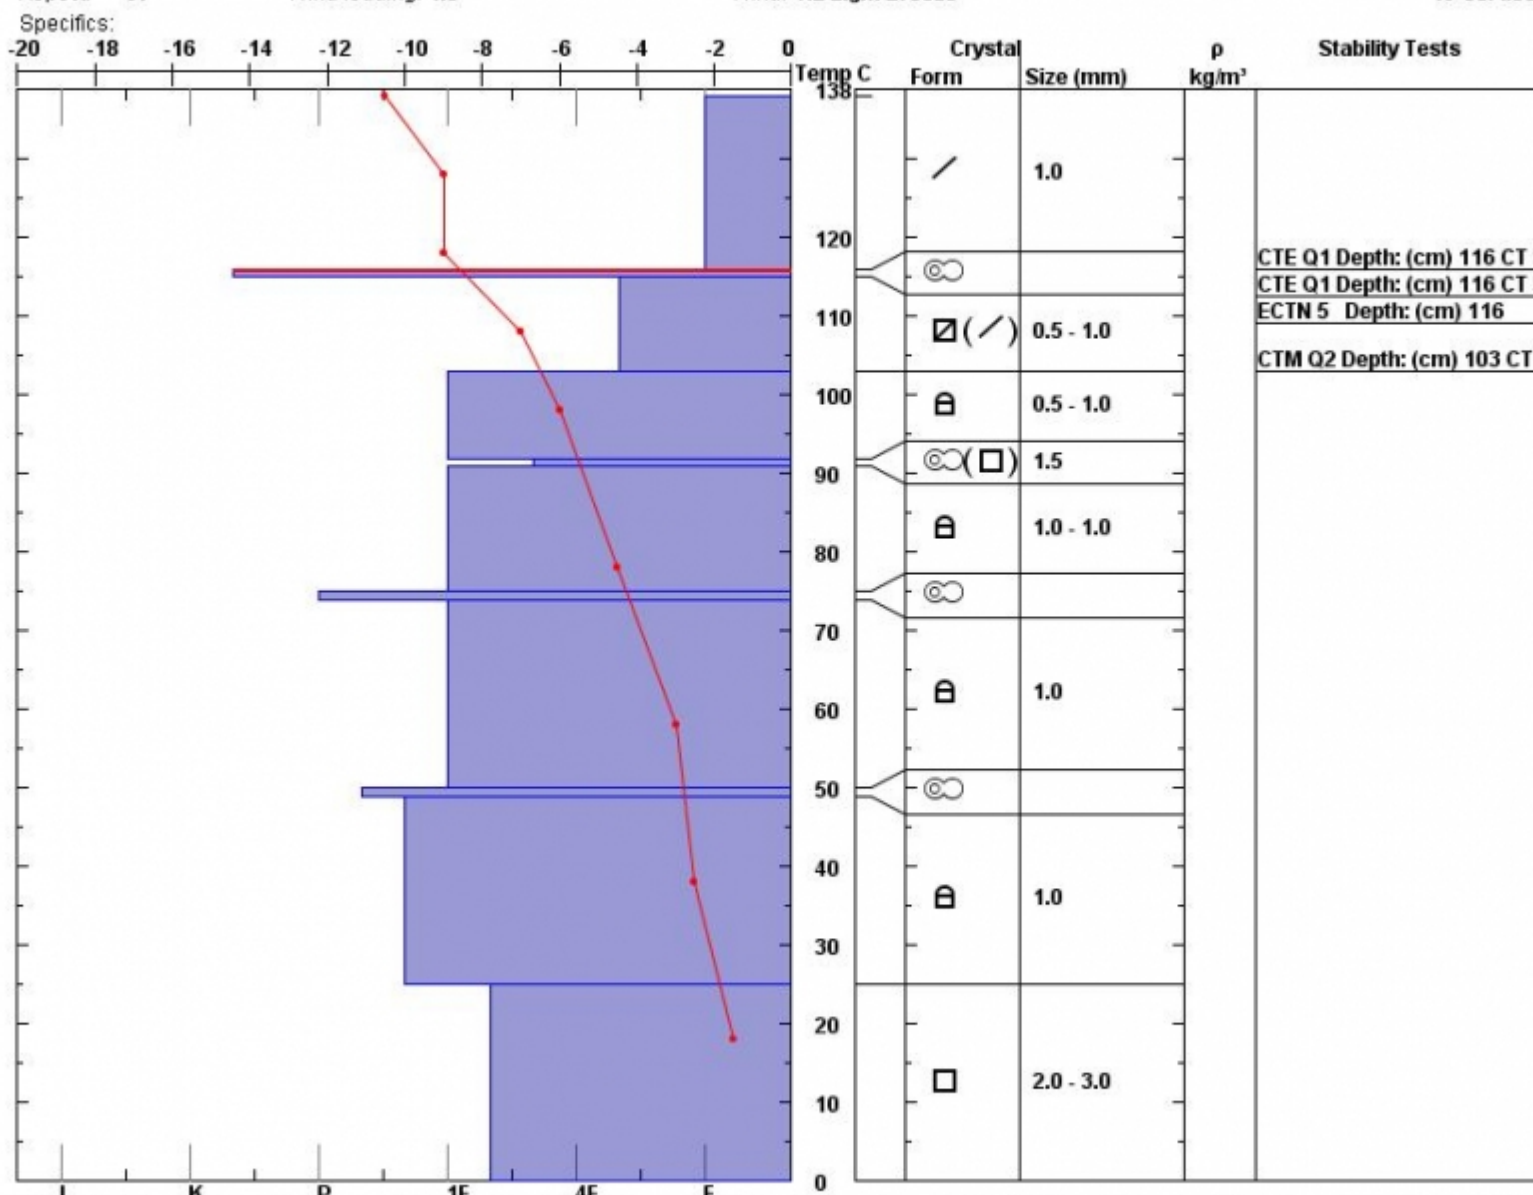 Specifics:
-20 -18 -16 -14 -12 -10 -8 -6 -4 -2 0
Temp C
Crystal
Form Size (mm)
ρ
kg/m³
Stability Tests
138
1.0
120
CTE Q1 Depth: (cm) 116 CT
CTE Q1 Depth: (cm) 116 CT
ECTN 5 Depth: (cm) 116
110
0.5 - 1.0
CTM Q2 Depth: (cm) 103 CT
100
0.5 - 1.0
90
1.5
80
1.0 - 1.0
70
60
1.0
50
40
1.0
30
20
10
2.0 - 3.0
0
I K P 1F 4F F